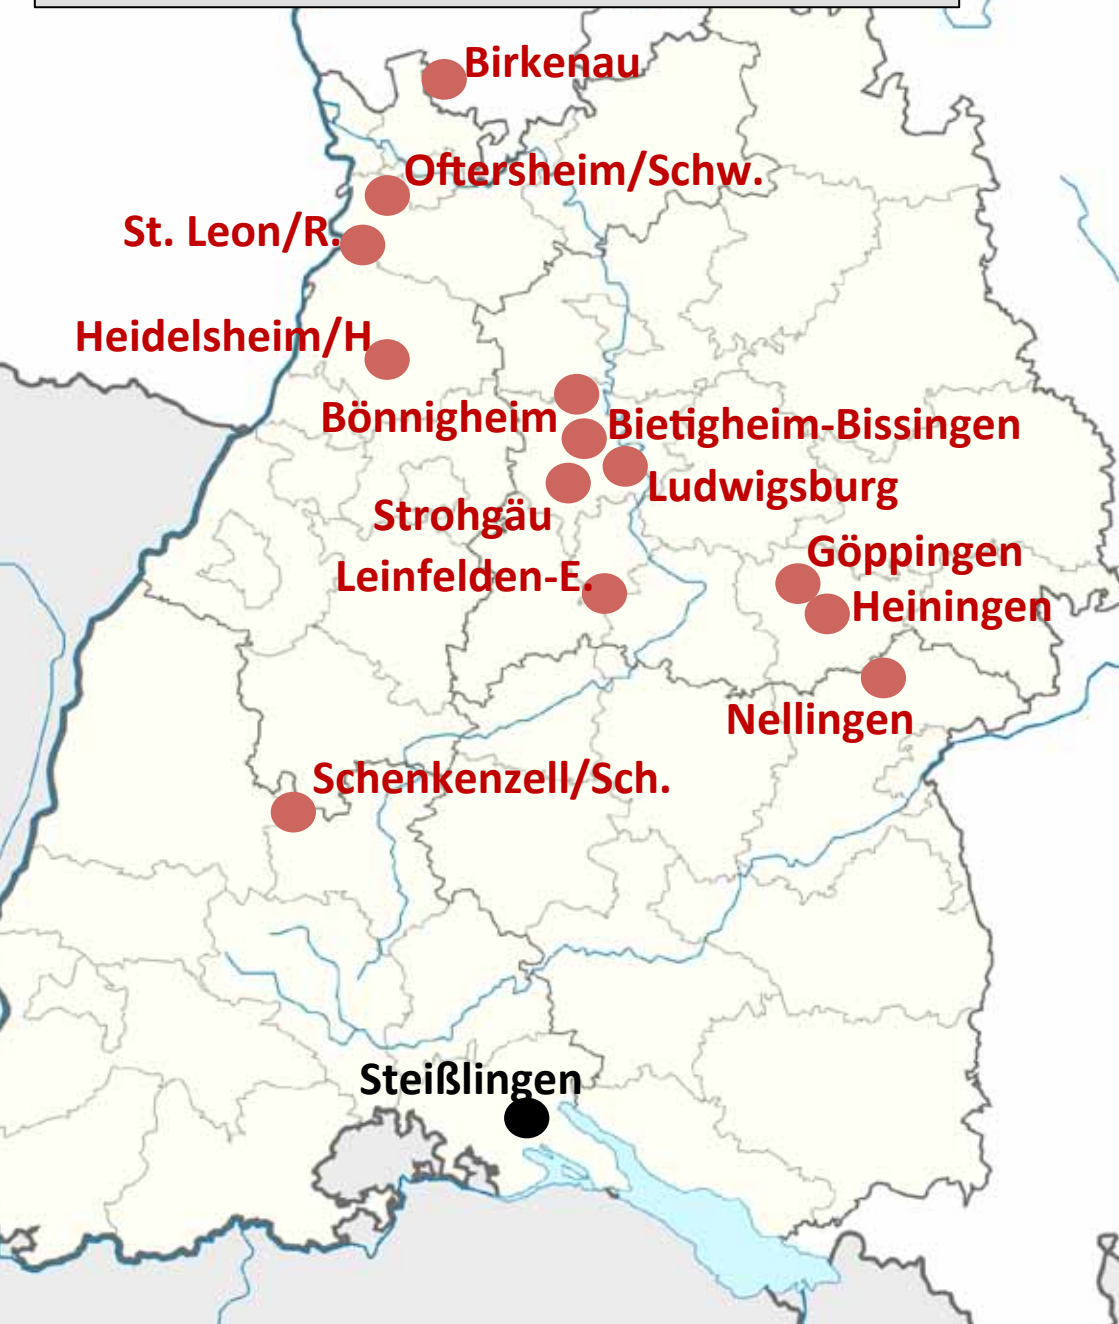 Birkenau
Oftersheim/Schw.
St. Leon/R.
Heidelsheim/H
Bönnigheim
Bietigheim-Bissingen
Ludwigsburg
Strohgäu
Göppingen
Leinfelden-E.
Heiningen
Nellingen
Schenkenzell/Sch.
Steißlingen